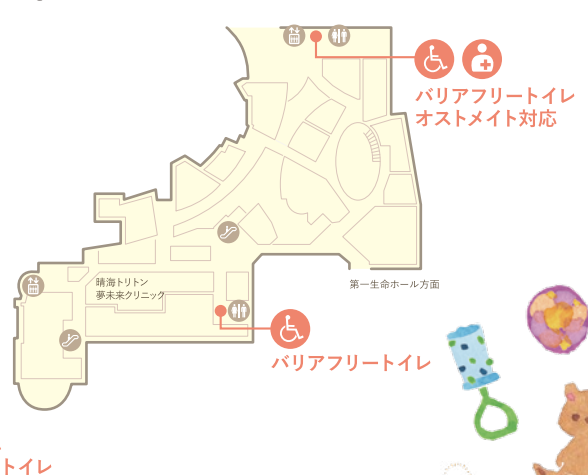 バリアフリートイレ
オストメイト対応
晴海トリトン
夢未来クリニック
第一生命ホール方面
バリアフリートイレ
トイレ